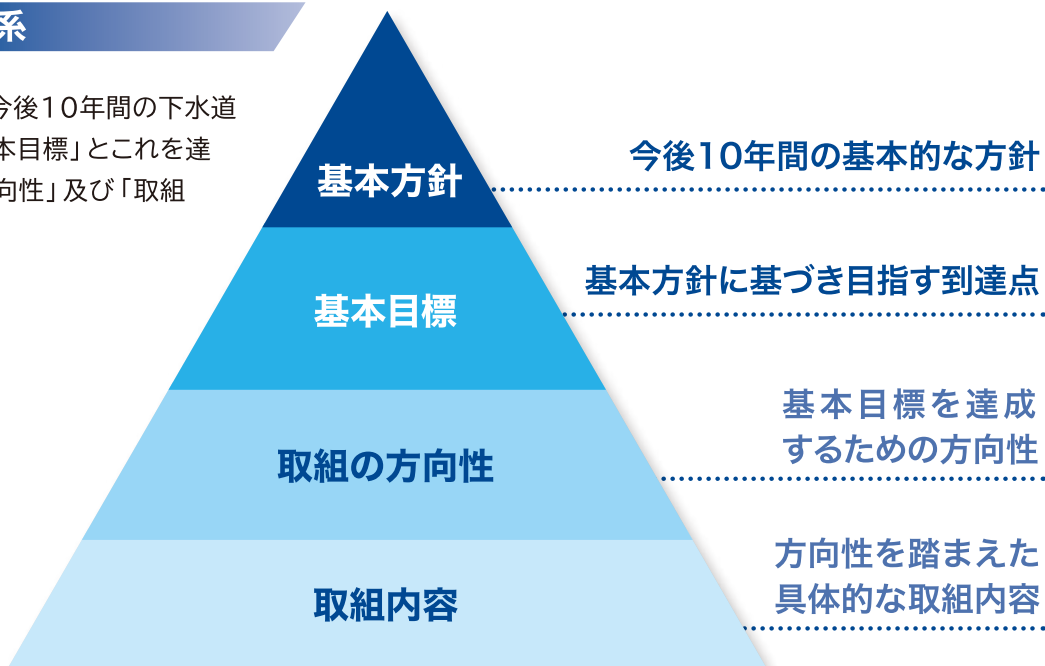 系
今後10年間の下水道
本目標」とこれを達
向性」及び「取組
基本方針
今後10年間の基本的な方針
基本目標
基本方針に基づき目指す到達点
取組の方向性
基本目標を達成
するための方向性
取組内容
方向性を踏まえた
具体的な取組内容